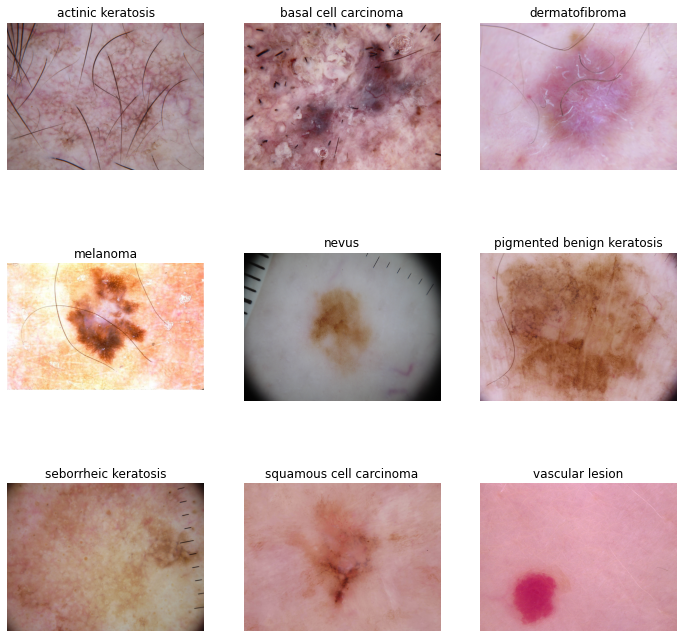 actinic keratosis
basal cell carcinoma
dermatofibroma
melanoma
nevus
pigmented benign keratosis
seborrheic keratosis
squamous cell carcinoma
vascular lesion